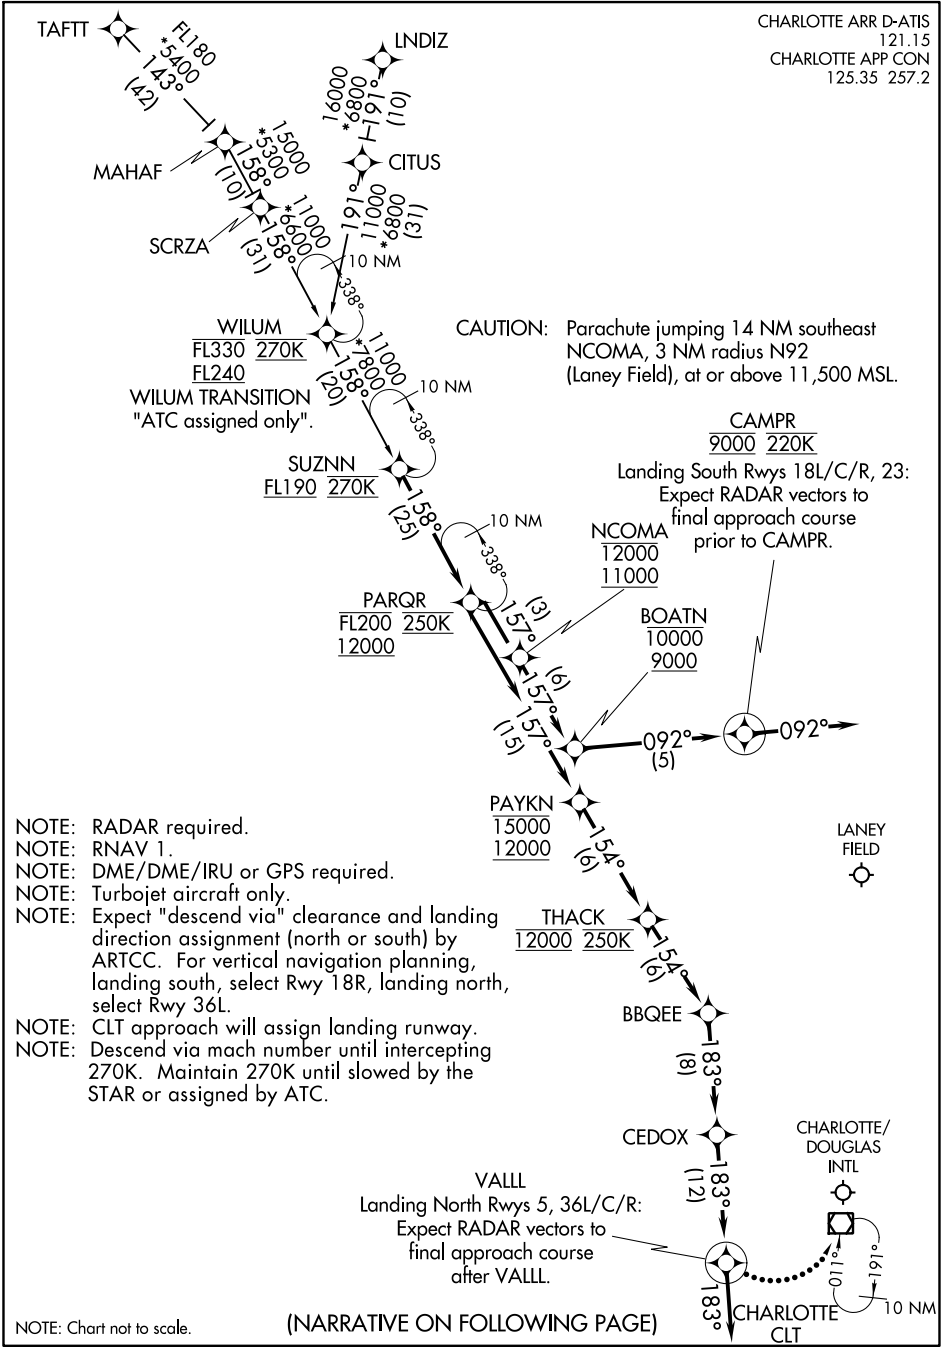 CHARLOTTE ARR D-ATIS
121.15
CHARLOTTE APP CON
125.35 257.2
TAFTT
FL180
*5400
143°
(42)
LNDIZ
16000
*6800
191°
(10)
MAHAF
15000
*5300
158°
(10)
CITUS
191°
11000
*6800
(31)
SCRZA
11000
*6600
158°
(31)
10 NM
338°
WILUM
FL330 270K
FL240
WILUM TRANSITION
"ATC assigned only".
11000
*7800
158°
(20)
10 NM
338°
CAUTION: Parachute jumping 14 NM southeast
NCOMA, 3 NM radius N92
(Laney Field), at or above 11,500 MSL.
SUZNN
FL190 270K
158°
(25)
10 NM
338°
CAMPR
9000 220K
Landing South Rwys 18L/C/R, 23:
Expect RADAR vectors to
final approach course
prior to CAMPR.
NCOMA
12000
11000
PARQR
FL200 250K
12000
(3)
157°
BOATN
10000
9000
(6)
157°
157°
(15)
092°
(5)
092°
PAYKN
15000
12000
154°
(6)
LANEY
FIELD
THACK
12000 250K
154°
(6)
NOTE: RADAR required.
NOTE: RNAV 1.
NOTE: DME/DME/IRU or GPS required.
NOTE: Turbojet aircraft only.
NOTE: Expect "descend via" clearance and landing
direction assignment (north or south) by
ARTCC. For vertical navigation planning,
landing south, select Rwy 18R, landing north,
select Rwy 36L.
NOTE: CLT approach will assign landing runway.
NOTE: Descend via mach number until intercepting
270K. Maintain 270K until slowed by the
STAR or assigned by ATC.
BBQEE
183°
(8)
CEDOX
183°
(12)
CHARLOTTE/
DOUGLAS
INTL
VALLL
Landing North Rwys 5, 36L/C/R:
Expect RADAR vectors to
final approach course
after VALLL.
011°
191°
10 NM
183°
CHARLOTTE
CLT
NOTE: Chart not to scale.
(NARRATIVE ON FOLLOWING PAGE)